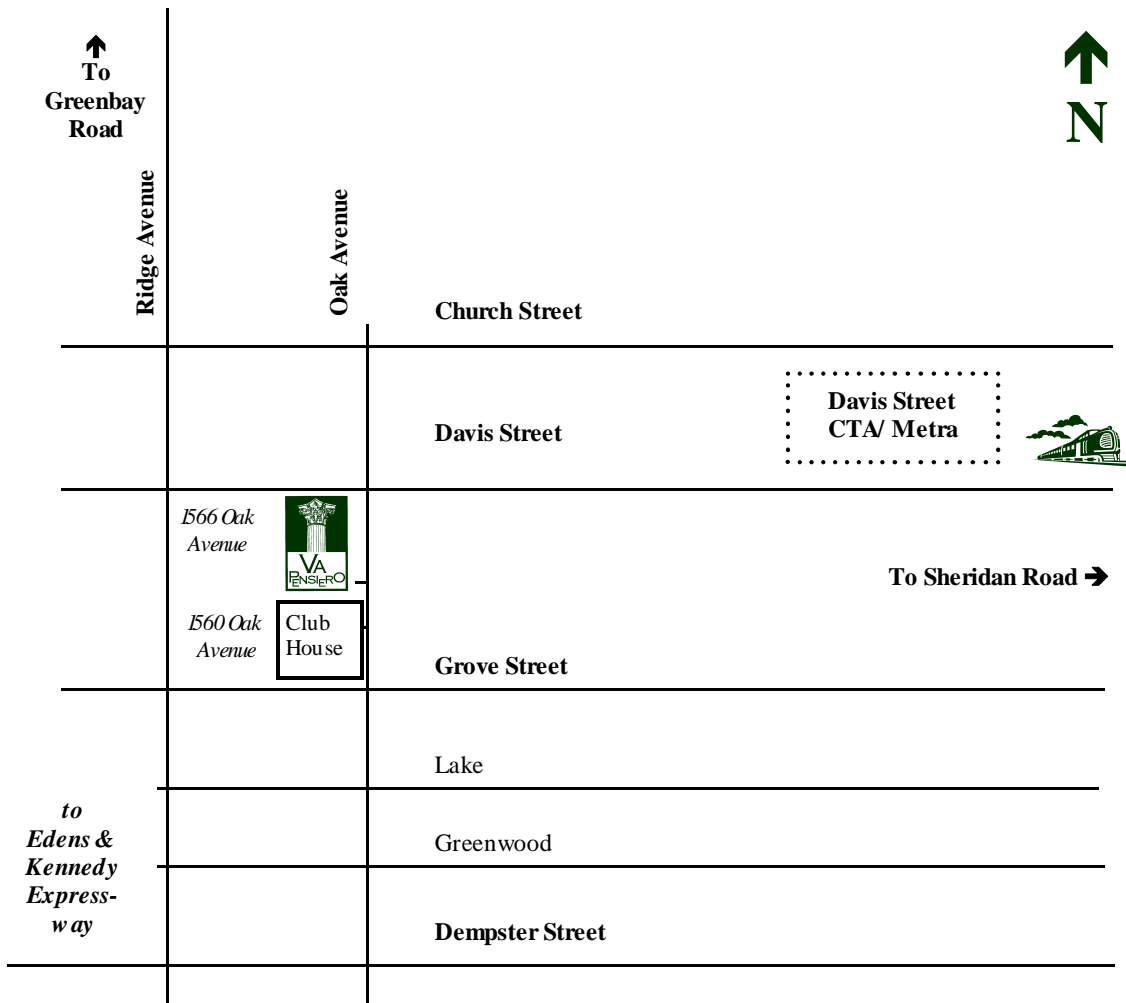 To
Greenbay
Road
N
Ridge Avenue
Oak Avenue
Church Street
Davis Street
CTA/ Metra
Davis Street
1566 Oak
Avenue
VA
PENSIERO
To Sheridan Road
1560 Oak
Avenue
Club
House
Grove Street
Lake
to
Edens &
Kennedy
Express-
way
Greenwood
Dempster Street